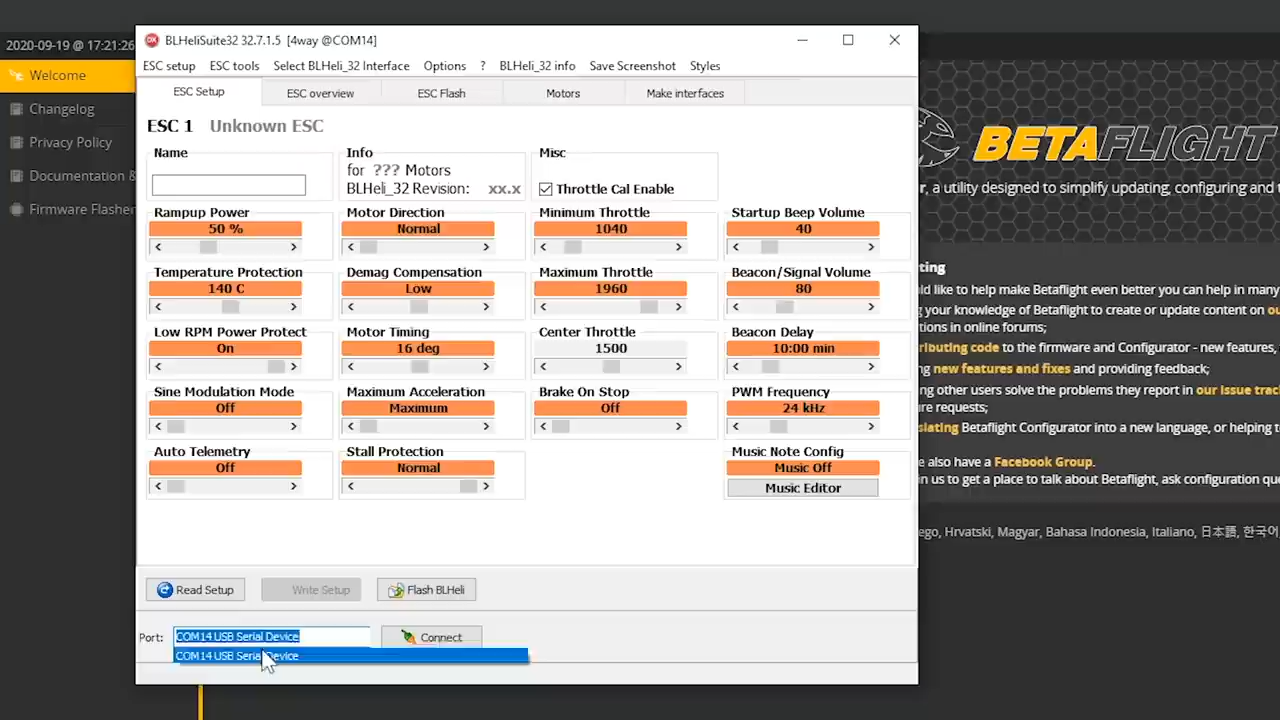 2020-09-19 @ 17:21:26
Welcome
Changelog
Privacy Policy
Documentation &
Firmware Flasher
BLHeliSuite32 32.7.1.5 [4way @COM14]
ESC setup ESC tools Select BLHeli_32 Interface Options ? BLHeli_32 info Save Screenshot Styles
ESC Setup ESC overview ESC Flash Motors Make interfaces
ESC 1 Unknown ESC
Name
Info
for ??? Motors
BLHeli_32 Revision: xx.x
Misc
Throttle Cal Enable
Rampup Power
50 %
Motor Direction
Normal
Minimum Throttle
1040
Startup Beep Volume
40
Temperature Protection
140 C
Demag Compensation
Low
Maximum Throttle
1960
Beacon/Signal Volume
80
Low RPM Power Protect
On
Motor Timing
16 deg
Center Throttle
1500
Beacon Delay
10:00 min
Sine Modulation Mode
Off
Maximum Acceleration
Maximum
Brake On Stop
Off
PWM Frequency
24 kHz
Auto Telemetry
Off
Stall Protection
Normal
Music Note Config
Music Off
Music Editor
Read Setup Write Setup Flash BLHeli
Port: COM14 USB Serial Device Connect
COM14 USB Serial Device
BETAFLIGHT
r, a utility designed to simplify updating, configuring and t
ting
ld like to help make Betaflight even better you can help in many
g your knowledge of Betaflight to create or update content on ou
tions in online forums;
ributing code to the firmware and Configurator - new features,
ng new features and fixes and providing feedback;
ng other users solve the problems they report in our issue track
re requests;
slating Betaflight Configurator into a new language, or helping to
e also have a Facebook Group.
n us to get a place to talk about Betaflight, ask configuration que
ego, Hrvatski, Magyar, Bahasa Indonesia, Italiano, 日本語, 한국어